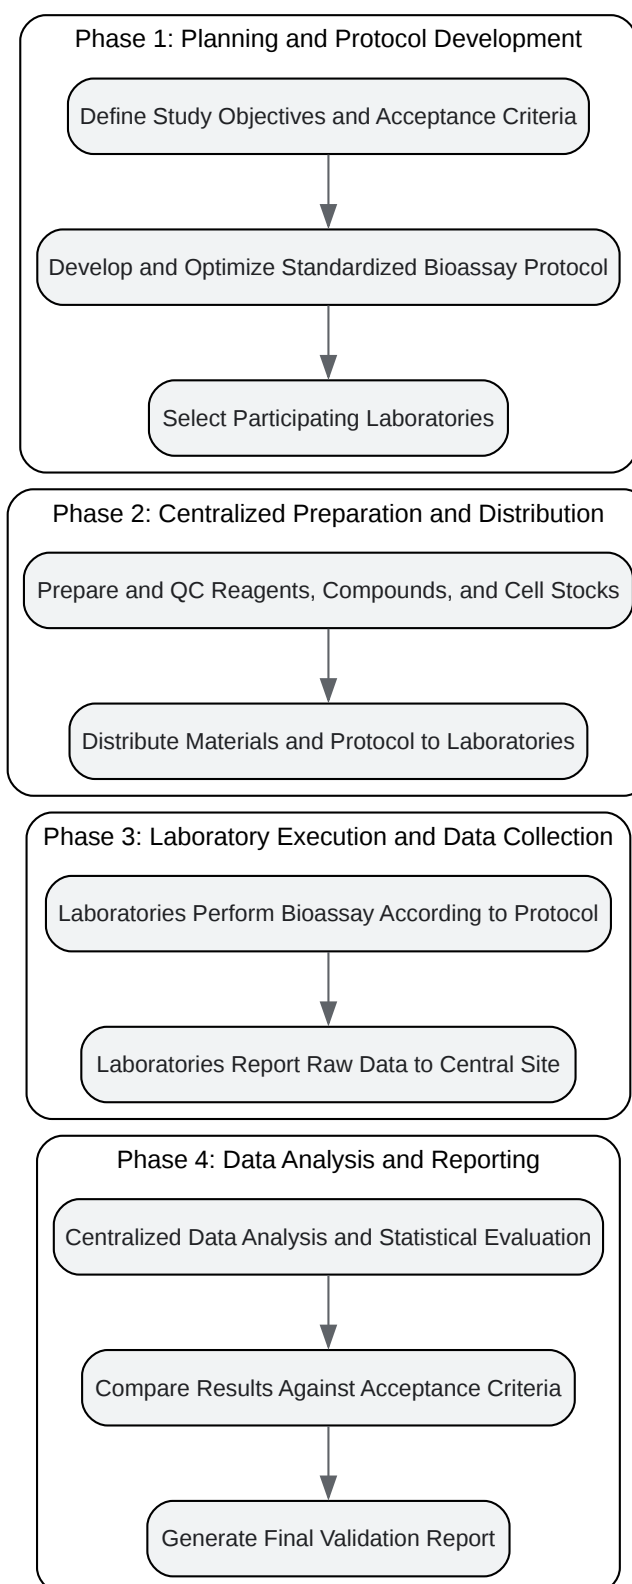 Phase 1: Planning and Protocol Development
Define Study Objectives and Acceptance Criteria
Develop and Optimize Standardized Bioassay Protocol
Select Participating Laboratories
Phase 2: Centralized Preparation and Distribution
Prepare and QC Reagents, Compounds, and Cell Stocks
Distribute Materials and Protocol to Laboratories
Phase 3: Laboratory Execution and Data Collection
Laboratories Perform Bioassay According to Protocol
Laboratories Report Raw Data to Central Site
Phase 4: Data Analysis and Reporting
Centralized Data Analysis and Statistical Evaluation
Compare Results Against Acceptance Criteria
Generate Final Validation Report